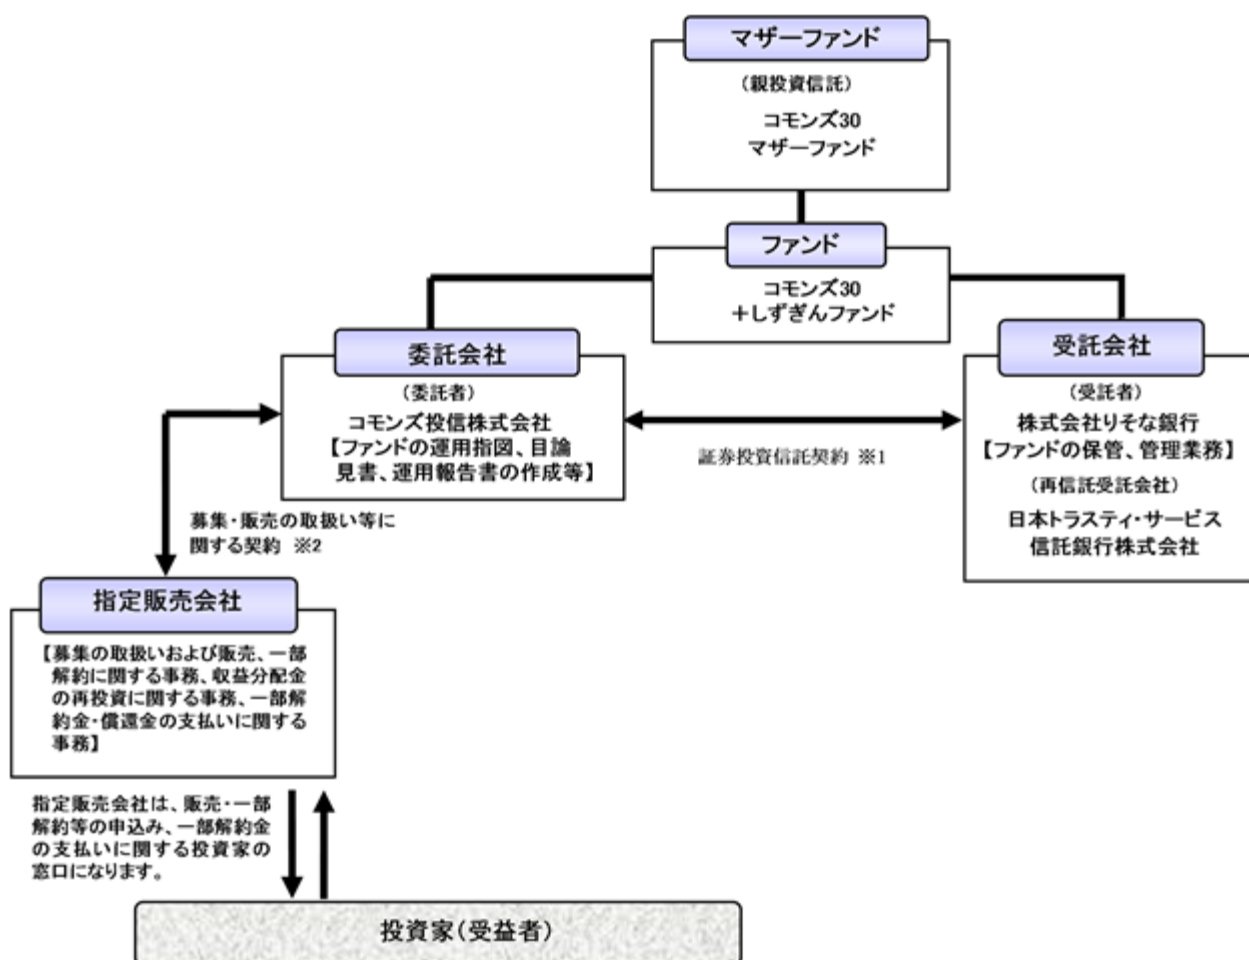 マザーファンド
(親投資信託)
コモンズ30
マザーファンド
ファンド
コモンズ30
+しずぎんファンド
委託会社
(委託者)
コモンズ投信株式会社
【ファンドの運用指図、目論
見書、運用報告書の作成等】
証券投資信託契約 ※1
受託会社
(受託者)
株式会社りそな銀行
【ファンドの保管、管理業務】
(再信託受託会社)
日本トラスティ・サービス
信託銀行株式会社
募集・販売の取扱い等に
関する契約 ※2
指定販売会社
【募集の取扱いおよび販売、一部
解約に関する事務、収益分配金
の再投資に関する事務、一部解
約金・償還金の支払いに関する
事務】
指定販売会社は、販売・一部
解約等の申込み、一部解約金
の支払いに関する投資家の
窓口になります。
投資家(受益者)